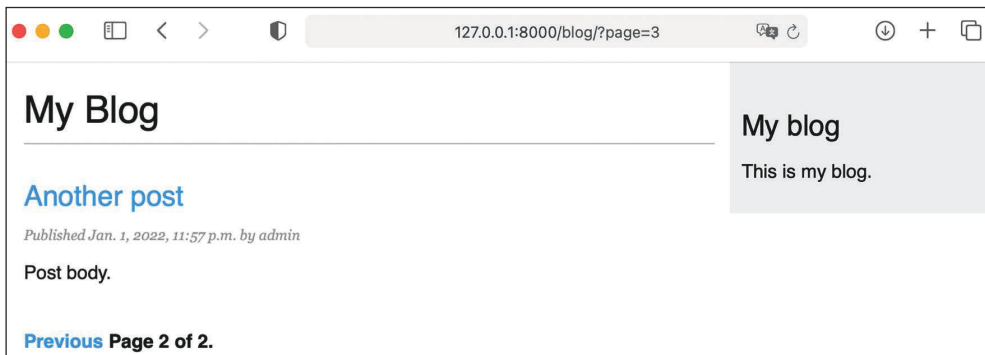 127.0.0.1:8000/blog/?page=3
My Blog
Another post
Published Jan. 1, 2022, 11:57 p.m. by admin
Post body.
Previous Page 2 of 2.
My blog
This is my blog.